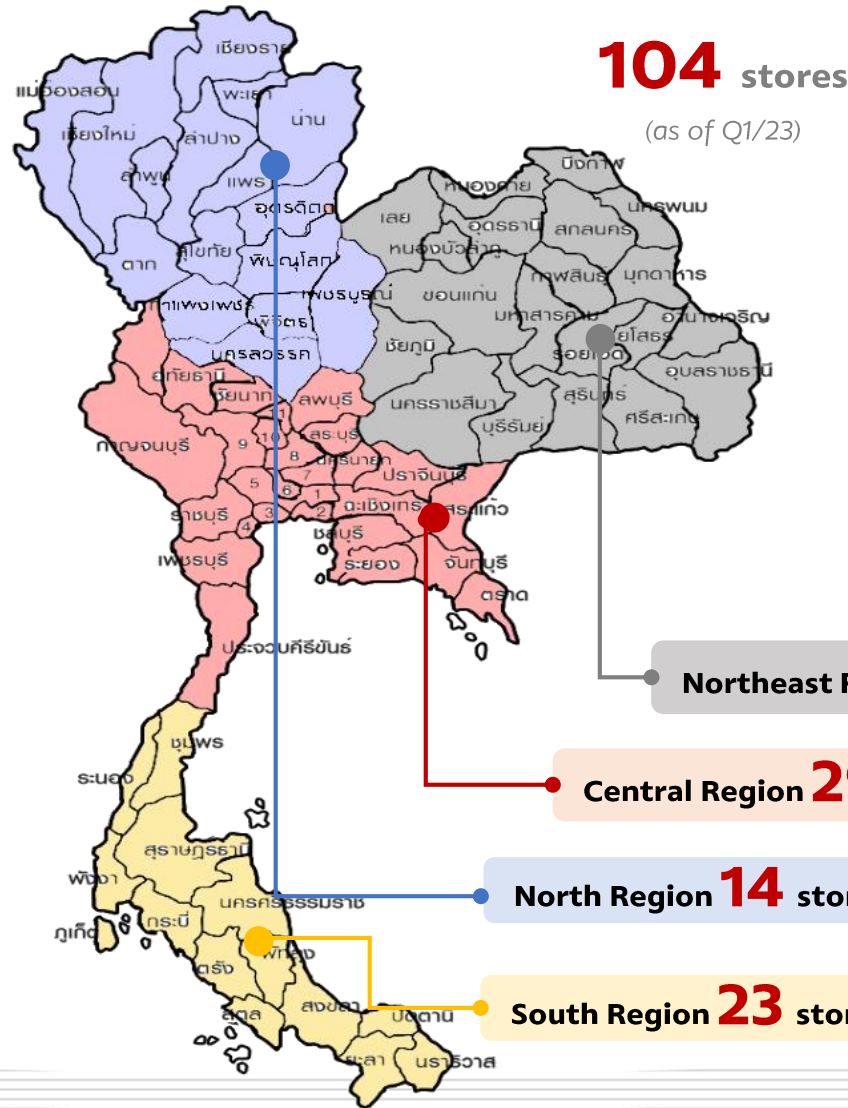 104 stores
(as of Q1/23)
เชียงราย
แม่ฮ่องสอน
พะเยา
น่าน
เชียงใหม่
ลำปาง
ลำพูน
แพร่
อุตรดิตถ์
ตาก
สุโขทัย
พิษณุโลก
กำแพงเพชร
เพชรบูรณ์
พิจิตร
นครสวรรค์
บึงกาฬ
หนองคาย
นครพนม
เลย
อุดรธานี
สกลนคร
หนองบัวลำภู
กาฬสินธุ์
มุกดาหาร
ขอนแก่น
มหาสารคาม
อำนาจเจริญ
ยโสธร
ร้อยเอ็ด
ชัยภูมิ
อุบลราชธานี
นครราชสีมา
สุรินทร์
บุรีรัมย์
ศรีสะเกษ
อุทัยธานี
ชัยนาท
ลพบุรี
11
กาญจนบุรี
9
10
สระบุรี
8
นครนายก
7
ปราจีนบุรี
5
6
1
ฉะเชิงเทรา
สระแก้ว
ราชบุรี
3
2
4
ชลบุรี
เพชรบุรี
ระยอง
จันทบุรี
ตราด
ประจวบคีรีขันธ์
Northeast
Central Region
North Region 14
South Region 23
ชุมพร
ระนอง
สุราษฎร์ธานี
พังงา
นครศรีธรรมราช
ภูเก็ต
กระบี่
พัทลุง
ตรัง
สตูล
สงขลา
ปัตตานี
ยะลา
นราธิวาส